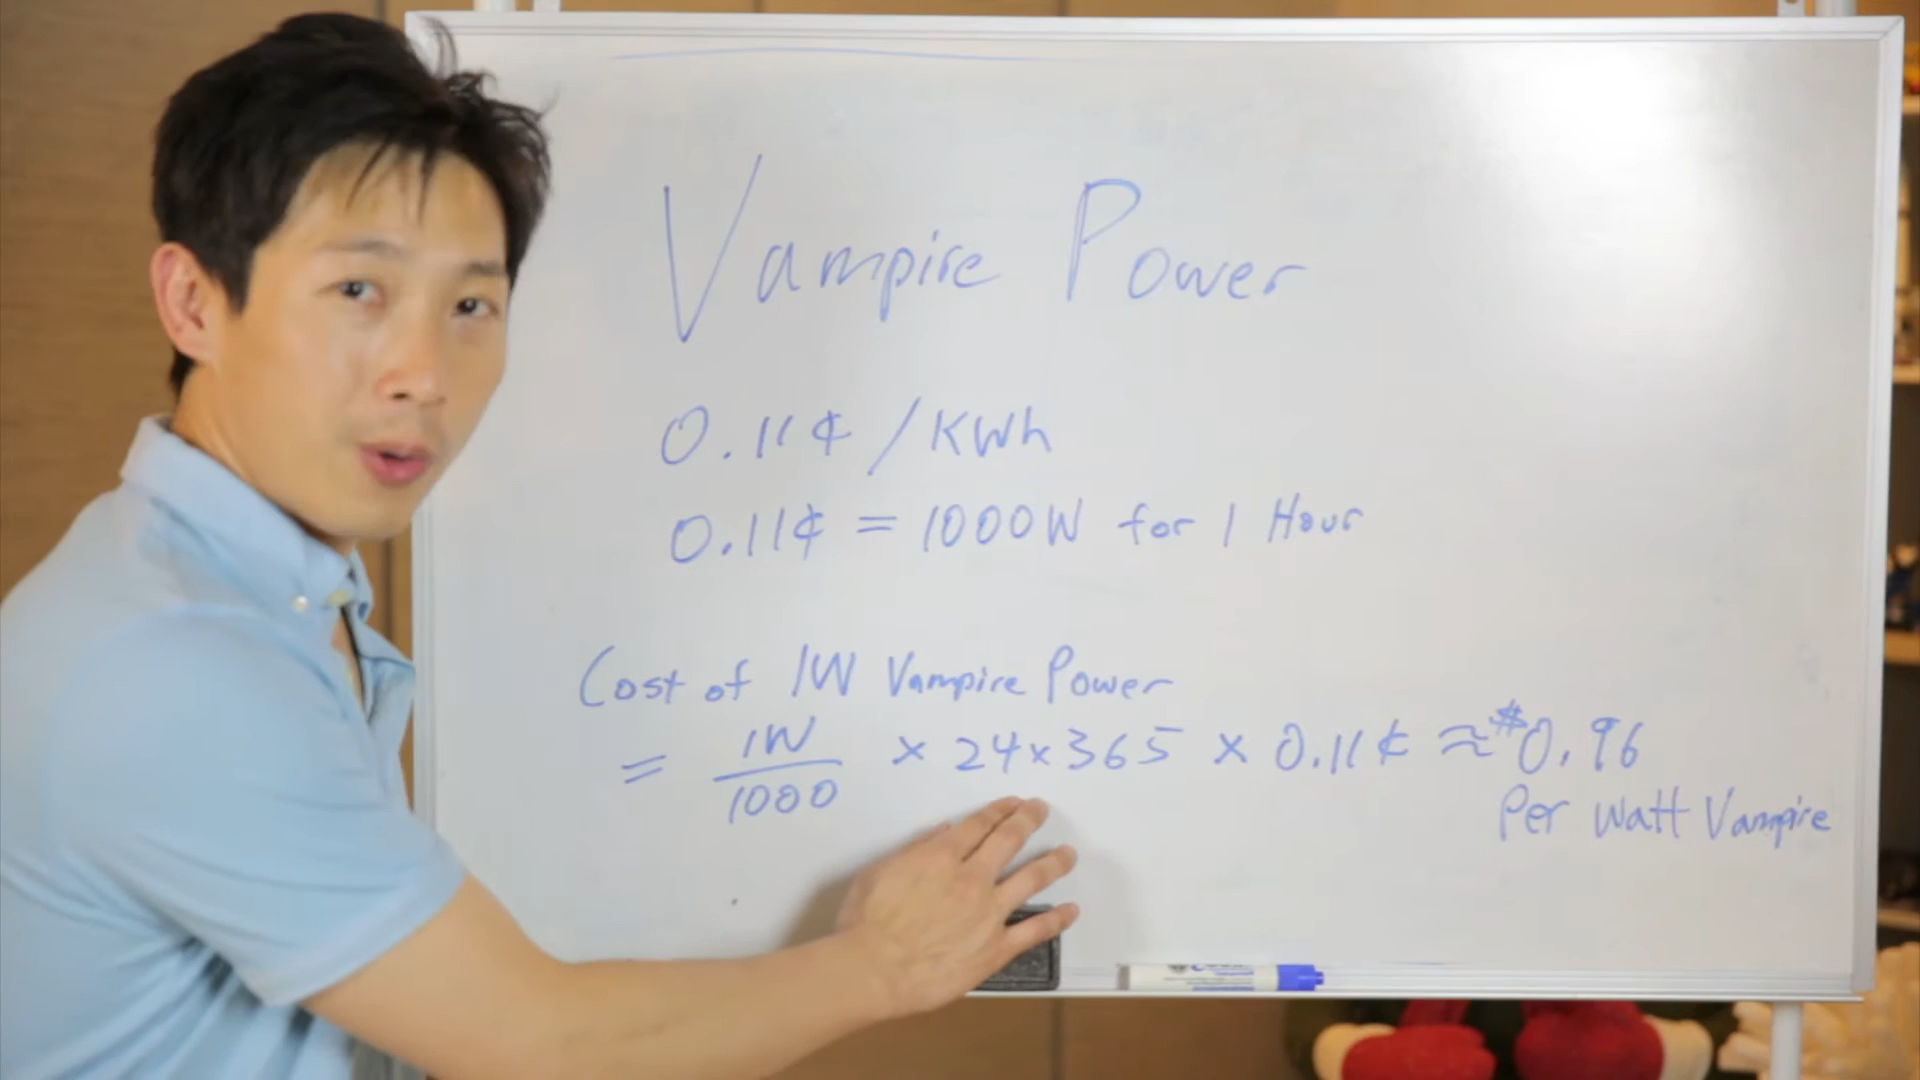 Vampire Power
0.11¢ /KWh
0.11¢ = 1000W for 1 Hour
Cost of 1W Vampire Power
= 1W/1000 × 24×365 × 0.11¢ ≈ $0.96
Per Watt Vampire